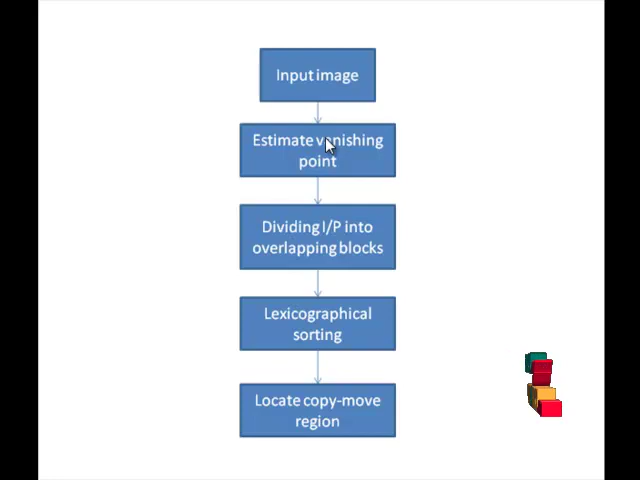 Input image
Estimate vanishing
point
Dividing I/P into
overlapping blocks
Lexicographical
sorting
Locate copy-move
region